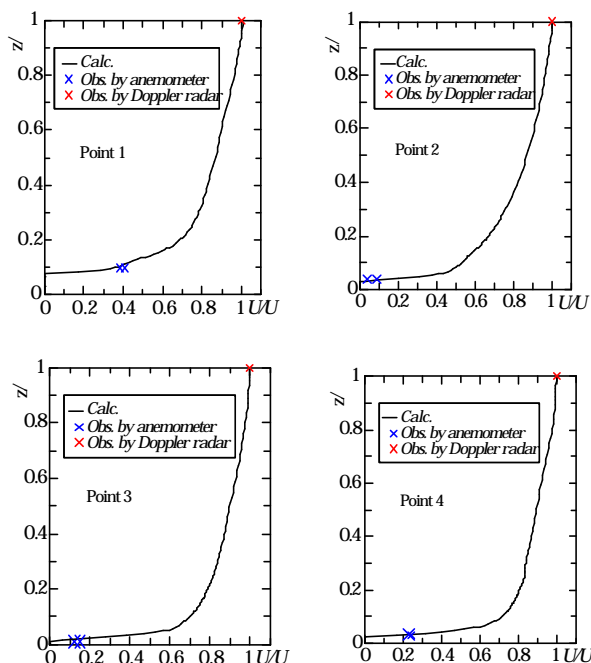 z/
1
Calc.
Obs. by anemometer
Obs. by Doppler radar
0.8
0.6
Point 1
0.4
0.2
0
0 0.2 0.4 0.6 0.8 1 U/U
z/
1
Calc.
Obs. by anemometer
Obs. by Doppler radar
0.8
0.6
Point 2
0.4
0.2
0
0 0.2 0.4 0.6 0.8 1 U/U
z/
1
Calc.
Obs. by anemometer
Obs. by Doppler radar
0.8
0.6
Point 3
0.4
0.2
0
0 0.2 0.4 0.6 0.8 1 U/U
z/
1
Calc.
Obs. by anemometer
Obs. by Doppler radar
0.8
0.6
Point 4
0.4
0.2
0
0 0.2 0.4 0.6 0.8 1 U/U